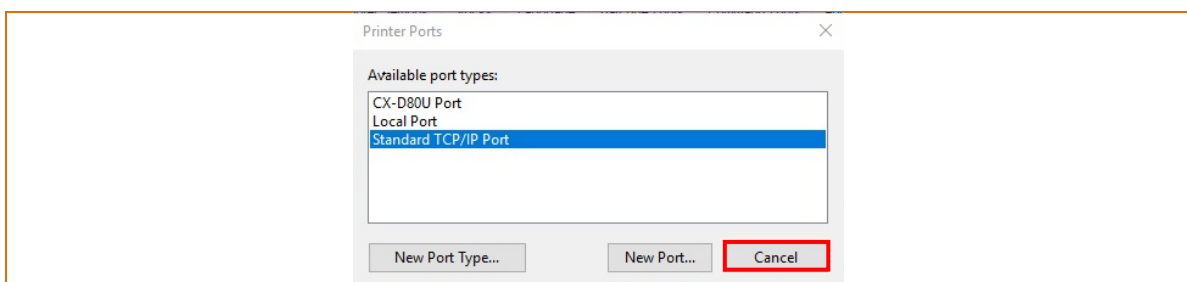 Printer Ports
Available port types:
CX-D80U Port
Local Port
Standard TCP/IP Port
New Port Type... New Port... Cancel